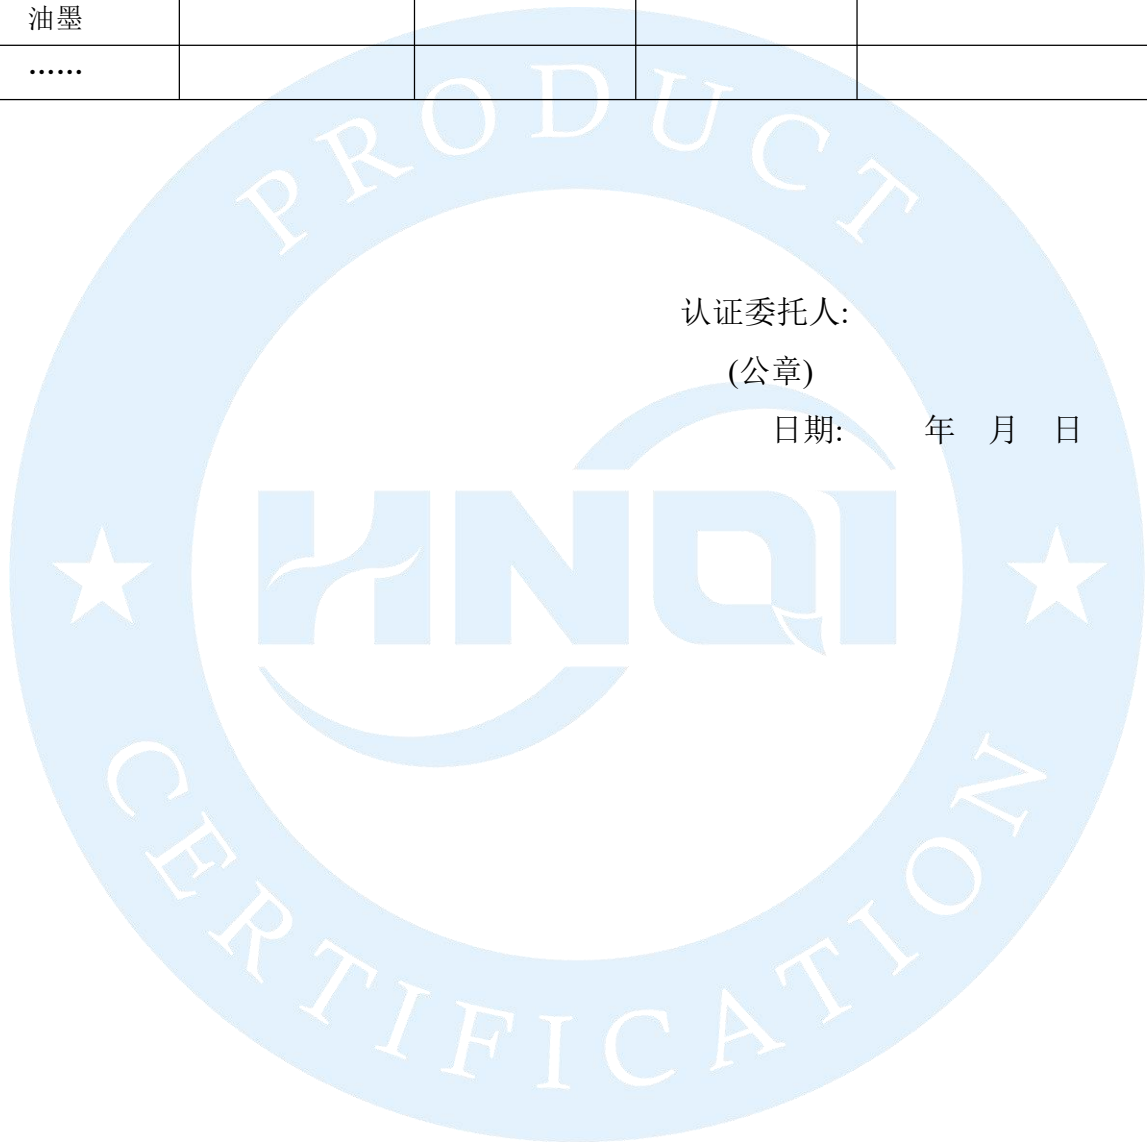 油墨
……
PRODUCT
认证委托人:
(公章)
日期: 年 月 日
HNQI
CERTIFICATION